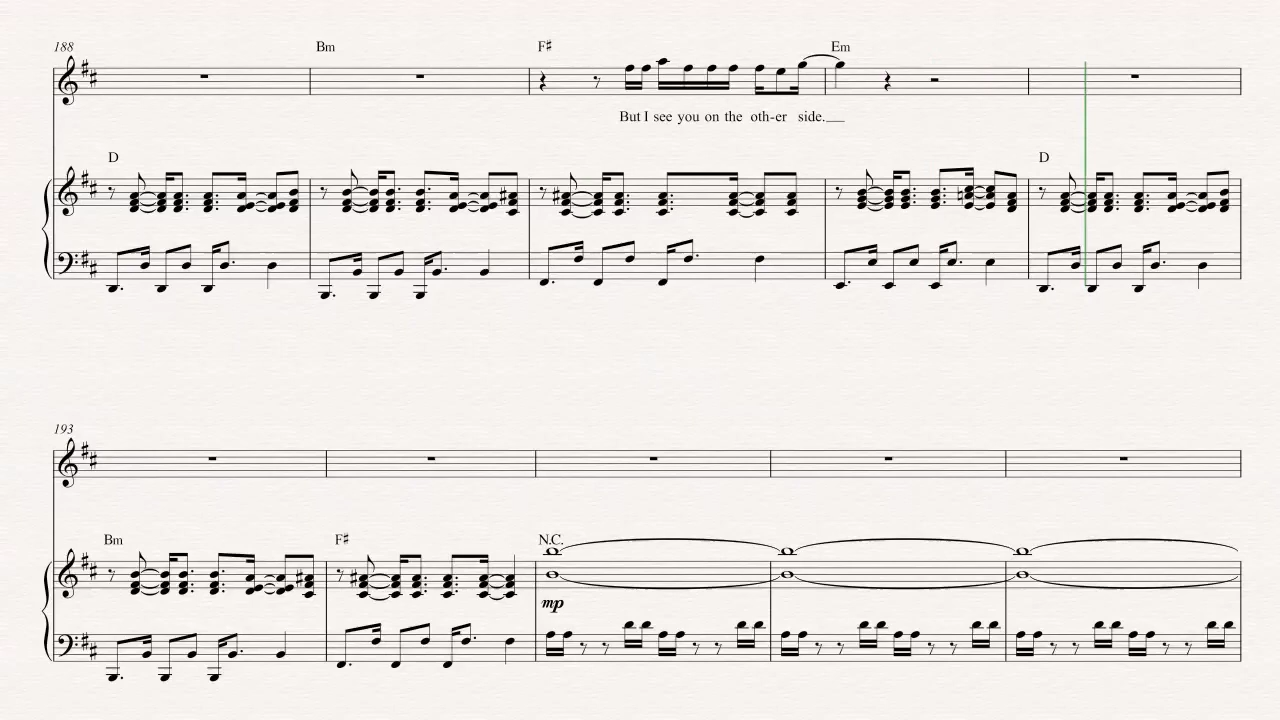 188
Bm
F♯
Em
But I see you on the oth-er side.
D
D
193
Bm
F♯
N.C.
mp